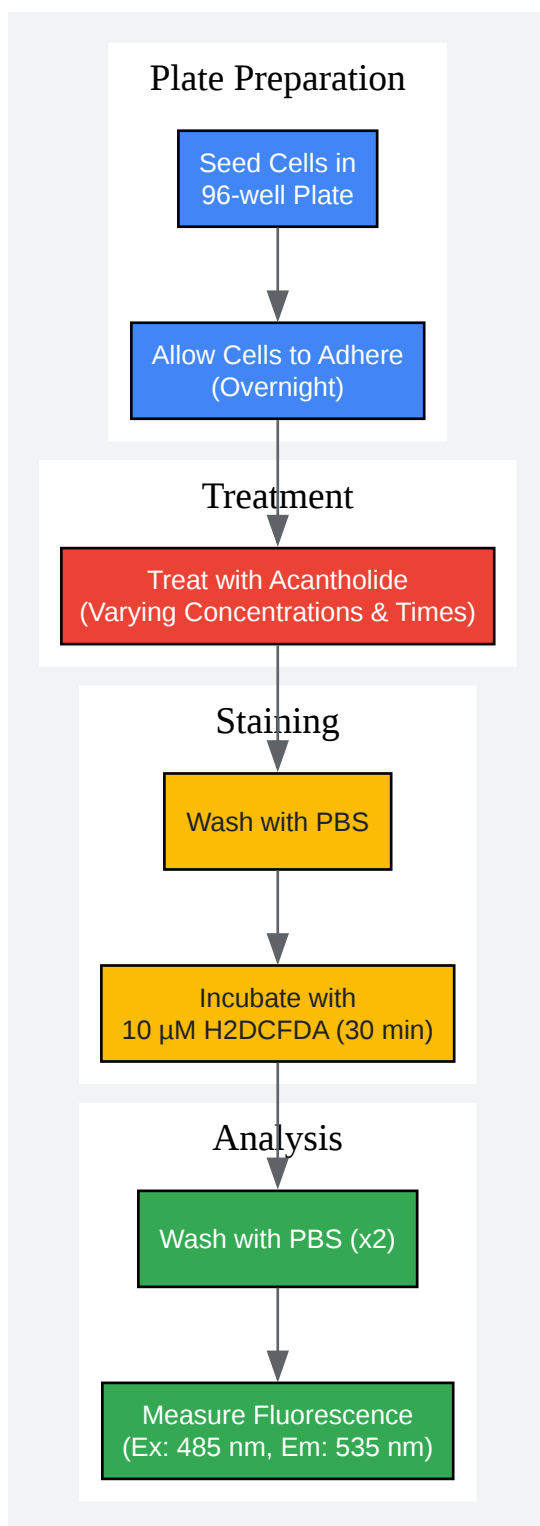 Plate Preparation
Seed Cells in
96-well Plate
Allow Cells to Adhere
(Overnight)
Treatment
Treat with Acantholide
(Varying Concentrations & Times)
Staining
Wash with PBS
Incubate with
10 µM H2DCFDA (30 min)
Analysis
Wash with PBS (x2)
Measure Fluorescence
(Ex: 485 nm, Em: 535 nm)